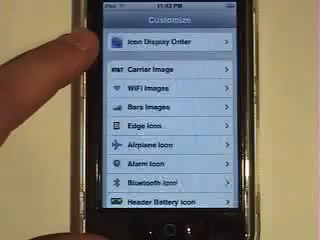 iPod 11:43 PM
Customize
Icon Display Order
AT&T Carrier Image
WiFi Images
Bars Images
Edge Icon
Airplane Icon
Alarm Icon
Bluetooth Icon
Header Battery Icon